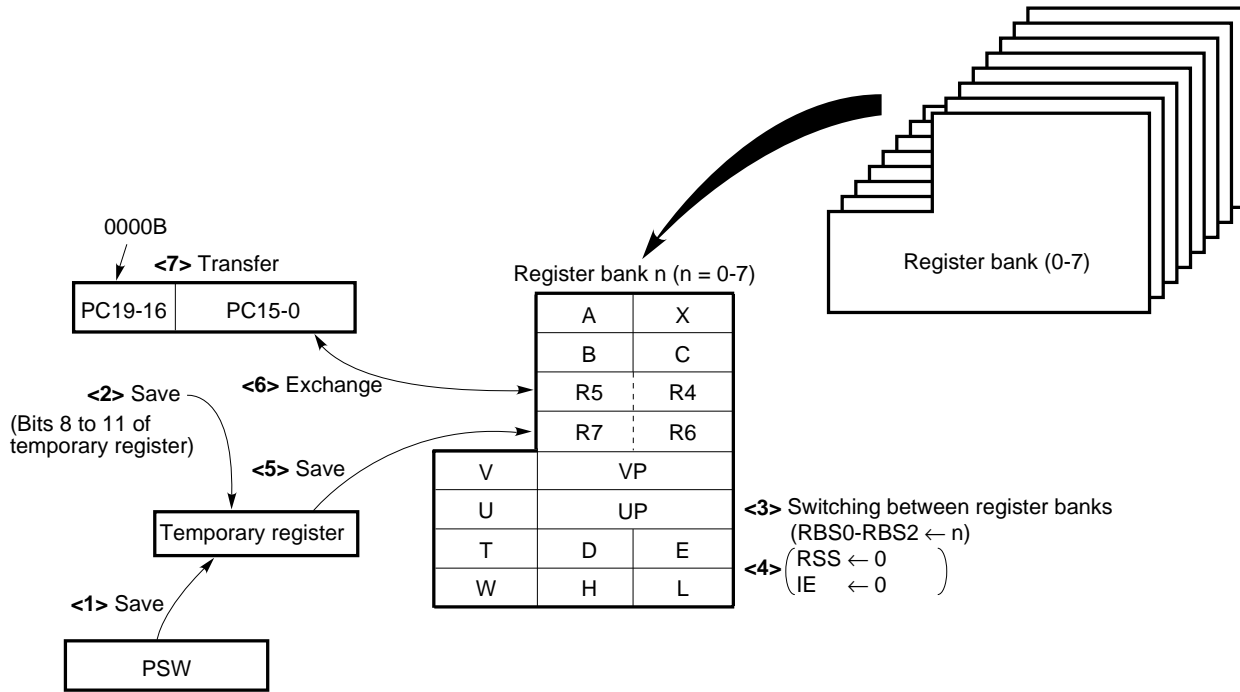 0000B
<7> Transfer
PC19-16 PC15-0
<6> Exchange
<2> Save
(Bits 8 to 11 of
temporary register)
<5> Save
Temporary register
<1> Save
PSW
Register bank n (n = 0-7)
A X
B C
R5 R4
R7 R6
V VP
U UP
T D E
W H L
<3> Switching between register banks
(RBS0-RBS2 ← n)
<4> (RSS ← 0
IE ← 0)
Register bank (0-7)